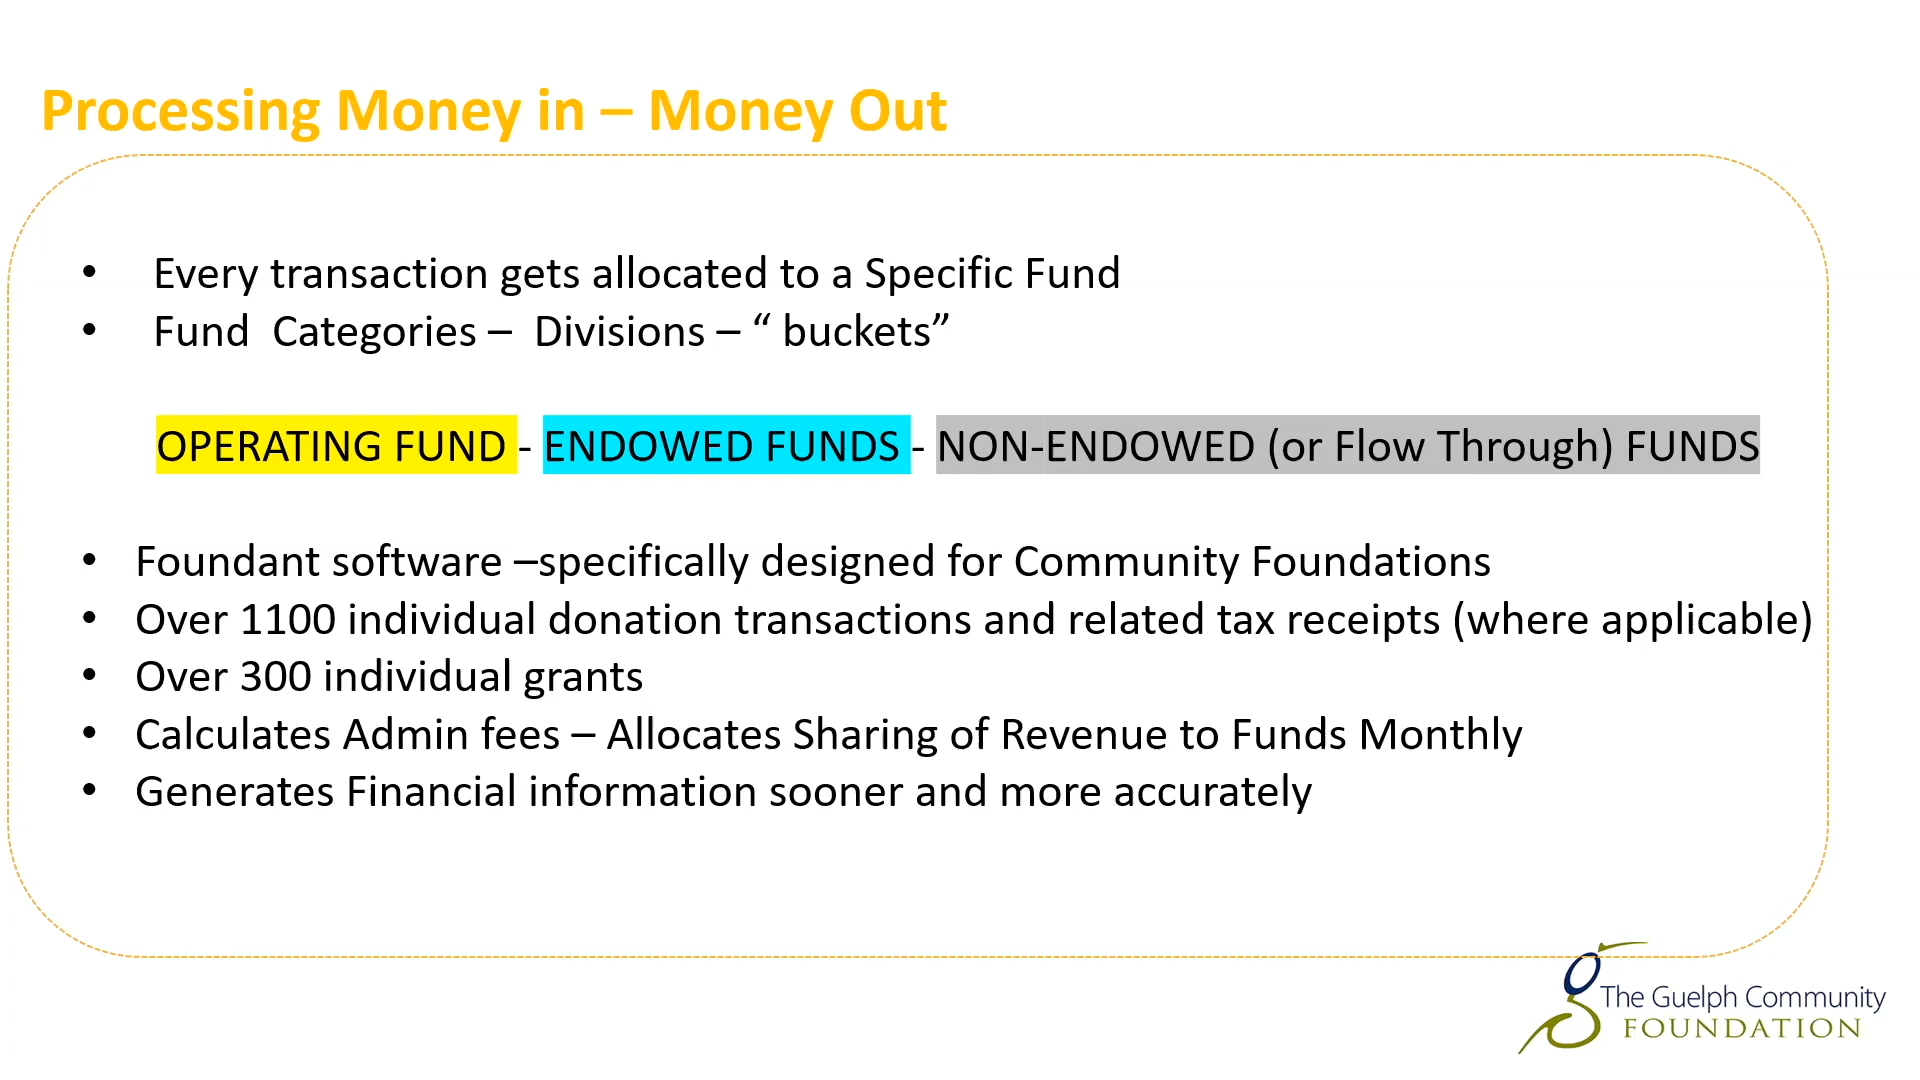 Processing Money in – Money Out
• Every transaction gets allocated to a Specific Fund
• Fund  Categories –  Divisions – “ buckets”
OPERATING FUND - ENDOWED FUNDS - NON-ENDOWED (or Flow Through) FUNDS
• Foundant software –specifically designed for Community Foundations
• Over 1100 individual donation transactions and related tax receipts (where applicable)
• Over 300 individual grants
• Calculates Admin fees – Allocates Sharing of Revenue to Funds Monthly
• Generates Financial information sooner and more accurately
The Guelph Community
FOUNDATION